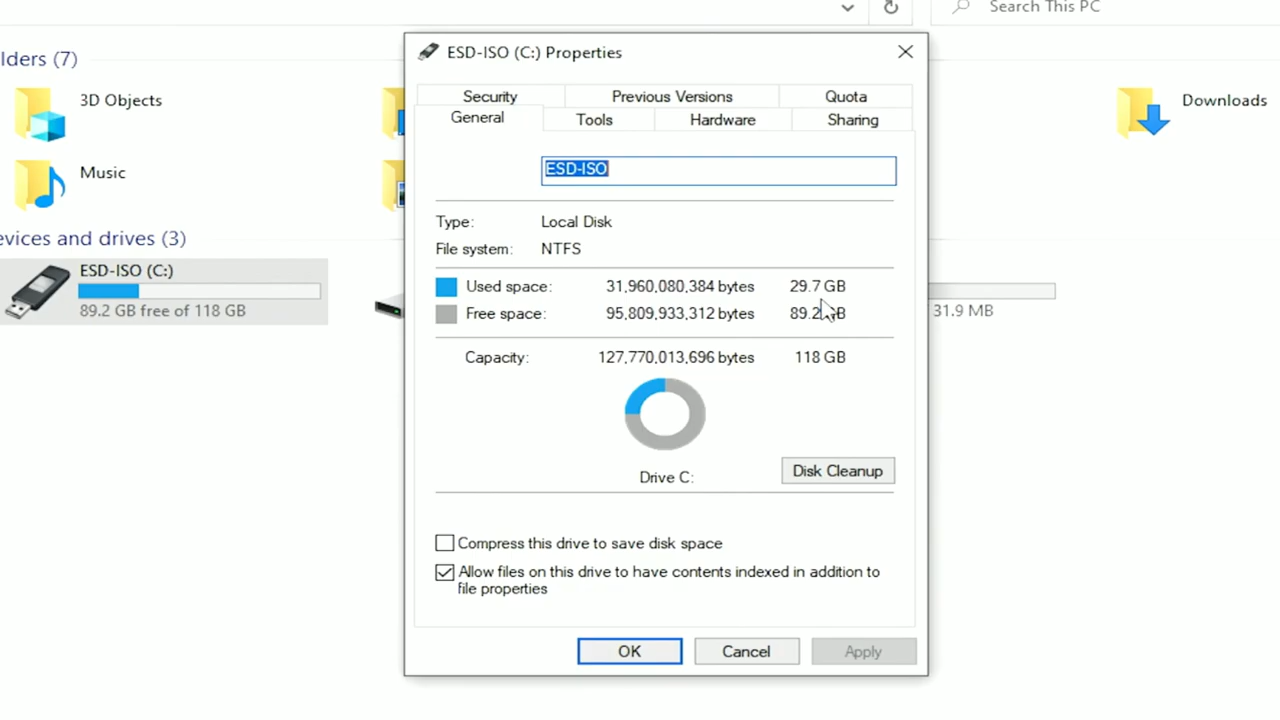 Search This PC
ESD-ISO (C:) Properties
lders (7)
3D Objects
Downloads
Security Previous Versions Quota
General Tools Hardware Sharing
ESD-ISO
Music
Type: Local Disk
File system: NTFS
evices and drives (3)
ESD-ISO (C:)
89.2 GB free of 118 GB
Used space: 31,960,080,384 bytes 29.7 GB
Free space: 95,809,933,312 bytes 89.2 GB
31.9 MB
Capacity: 127,770,013,696 bytes 118 GB
Drive C:
Disk Cleanup
Compress this drive to save disk space
Allow files on this drive to have contents indexed in addition to
file properties
OK Cancel Apply